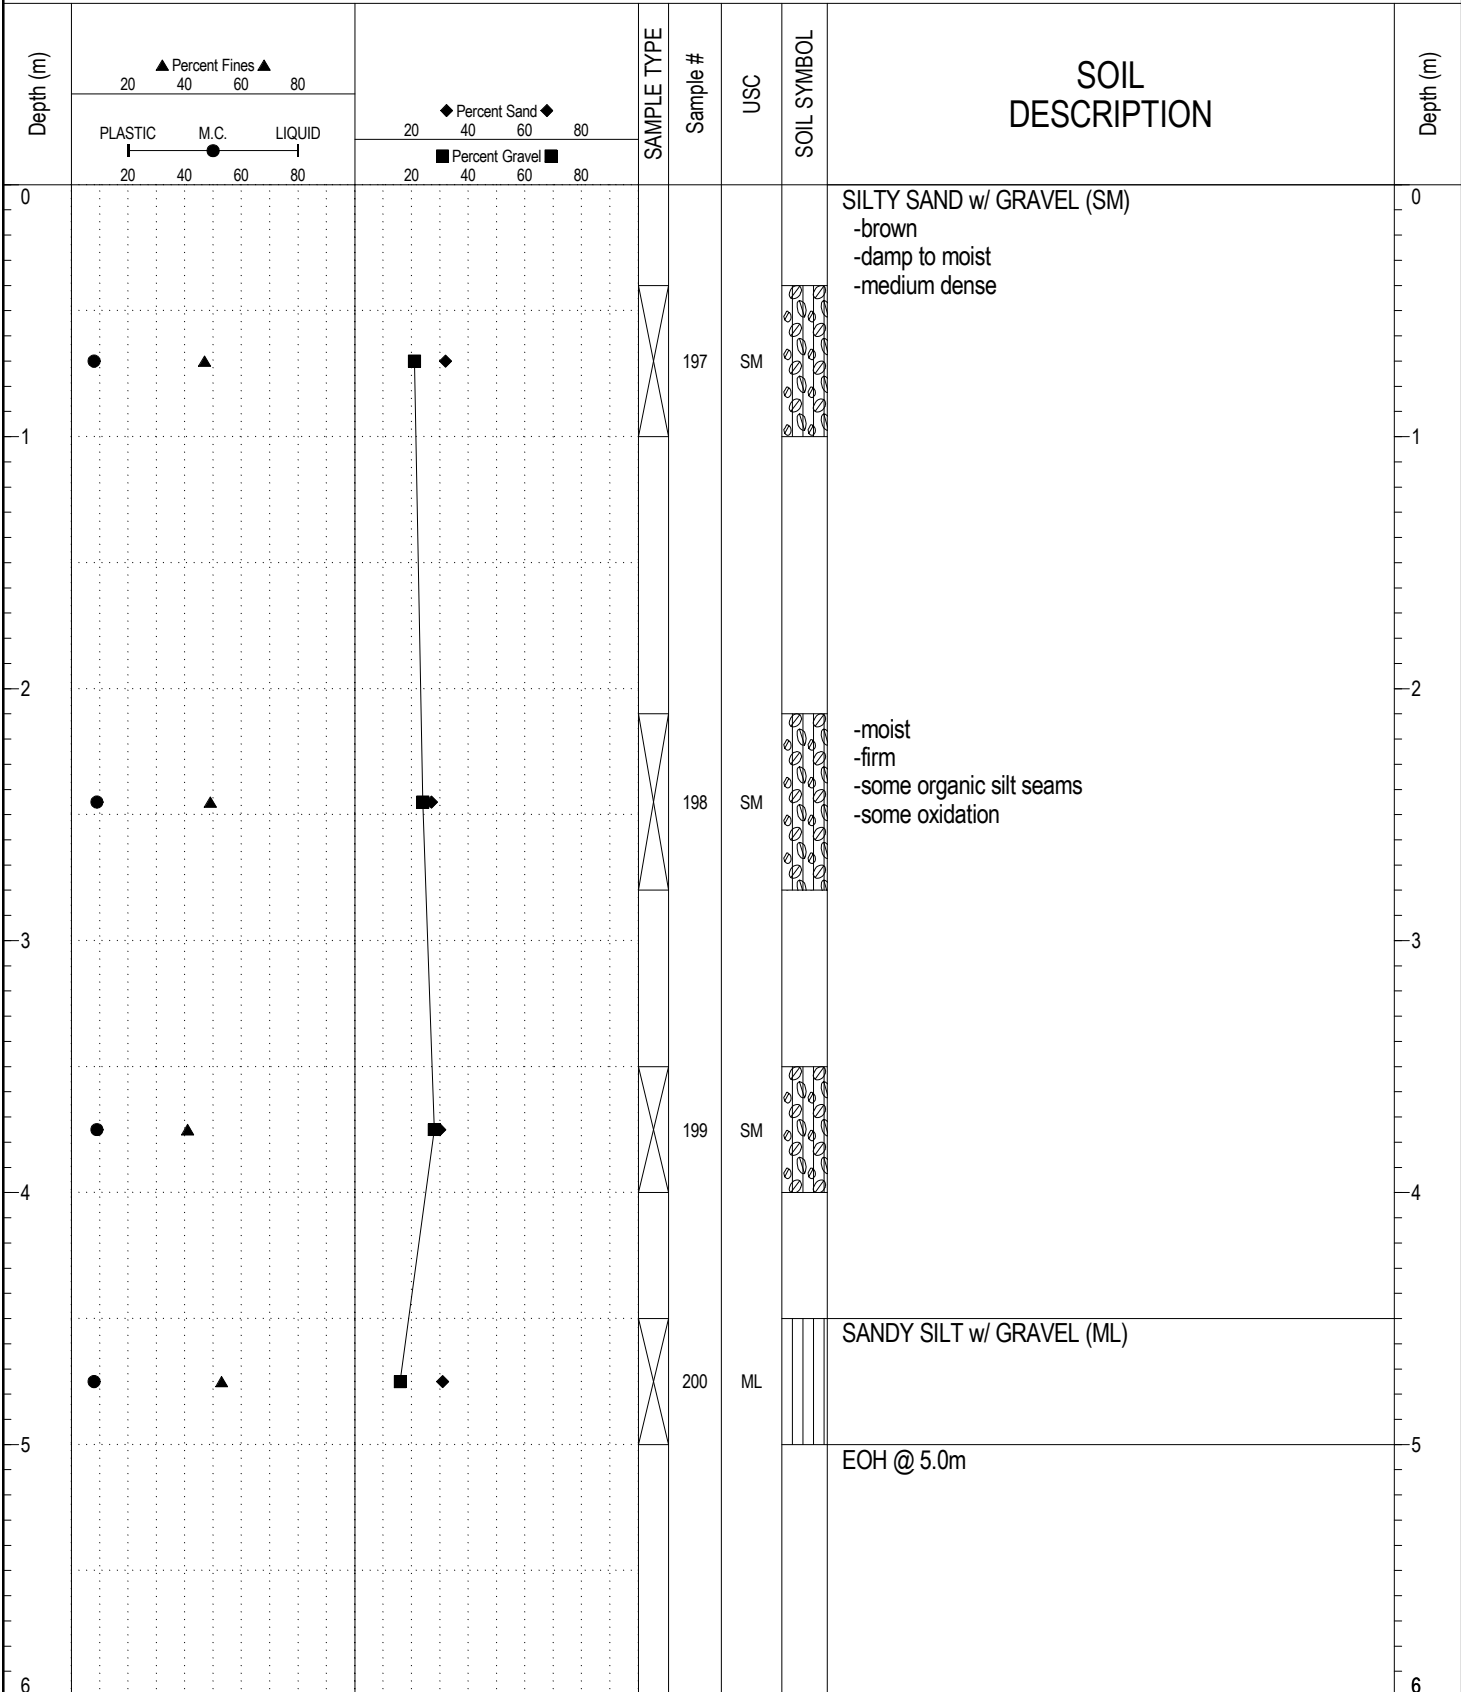 Depth (m)
▲ Percent Fines ▲
20 40 60 80
PLASTIC M.C. LIQUID
20 40 60 80
◆ Percent Sand ◆
20 40 60 80
■ Percent Gravel ■
20 40 60 80
SAMPLE TYPE
Sample #
USC
SOIL SYMBOL
SOIL
DESCRIPTION
Depth (m)
0 SILTY SAND w/ GRAVEL (SM) 0
-brown
-damp to moist
-medium dense
197 SM
1 1
2 2
-moist
-firm
-some organic silt seams
198 SM
-some oxidation
3 3
199 SM
4 4
SANDY SILT w/ GRAVEL (ML)
200 ML
5 5
EOH @ 5.0m
6 6